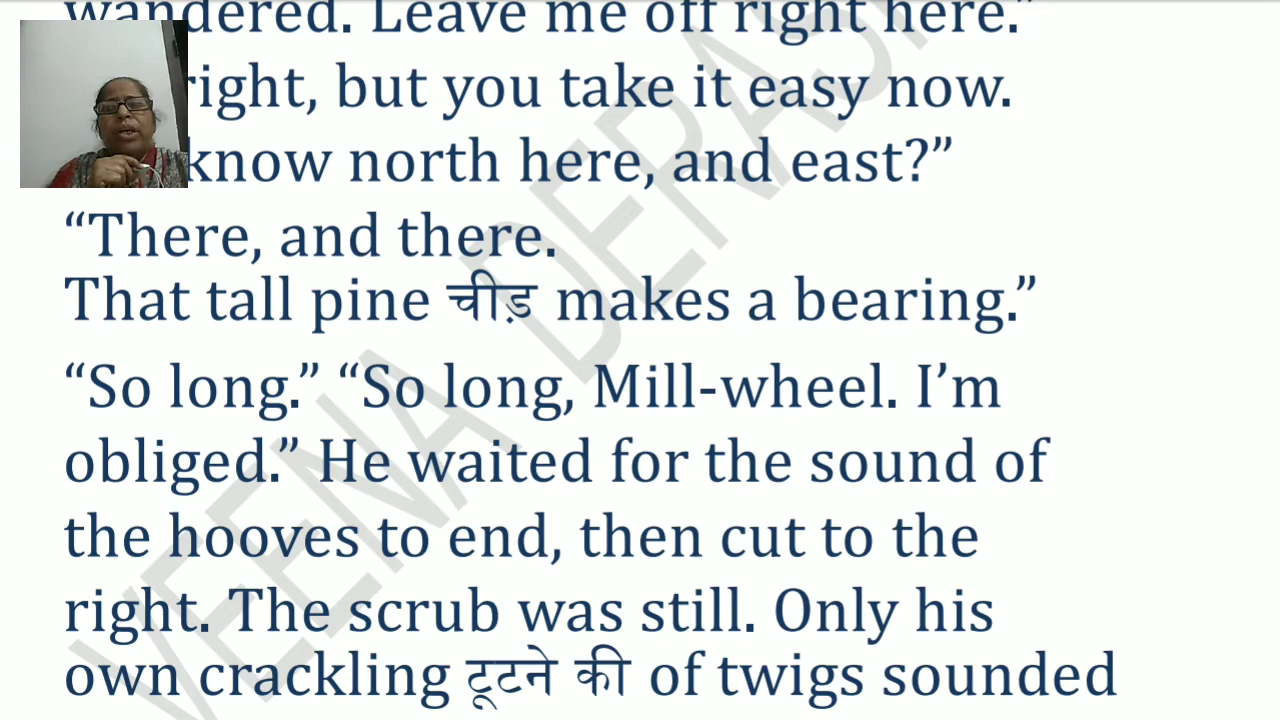 wandered. Leave me off right here.”
right, but you take it easy now.
know north here, and east?”
“There, and there.
That tall pine चीड़ makes a bearing.”
“So long.” “So long, Mill-wheel. I’m
obliged.” He waited for the sound of
the hooves to end, then cut to the
right. The scrub was still. Only his
own crackling टूटने की of twigs sounded
VEENA DERASHRI